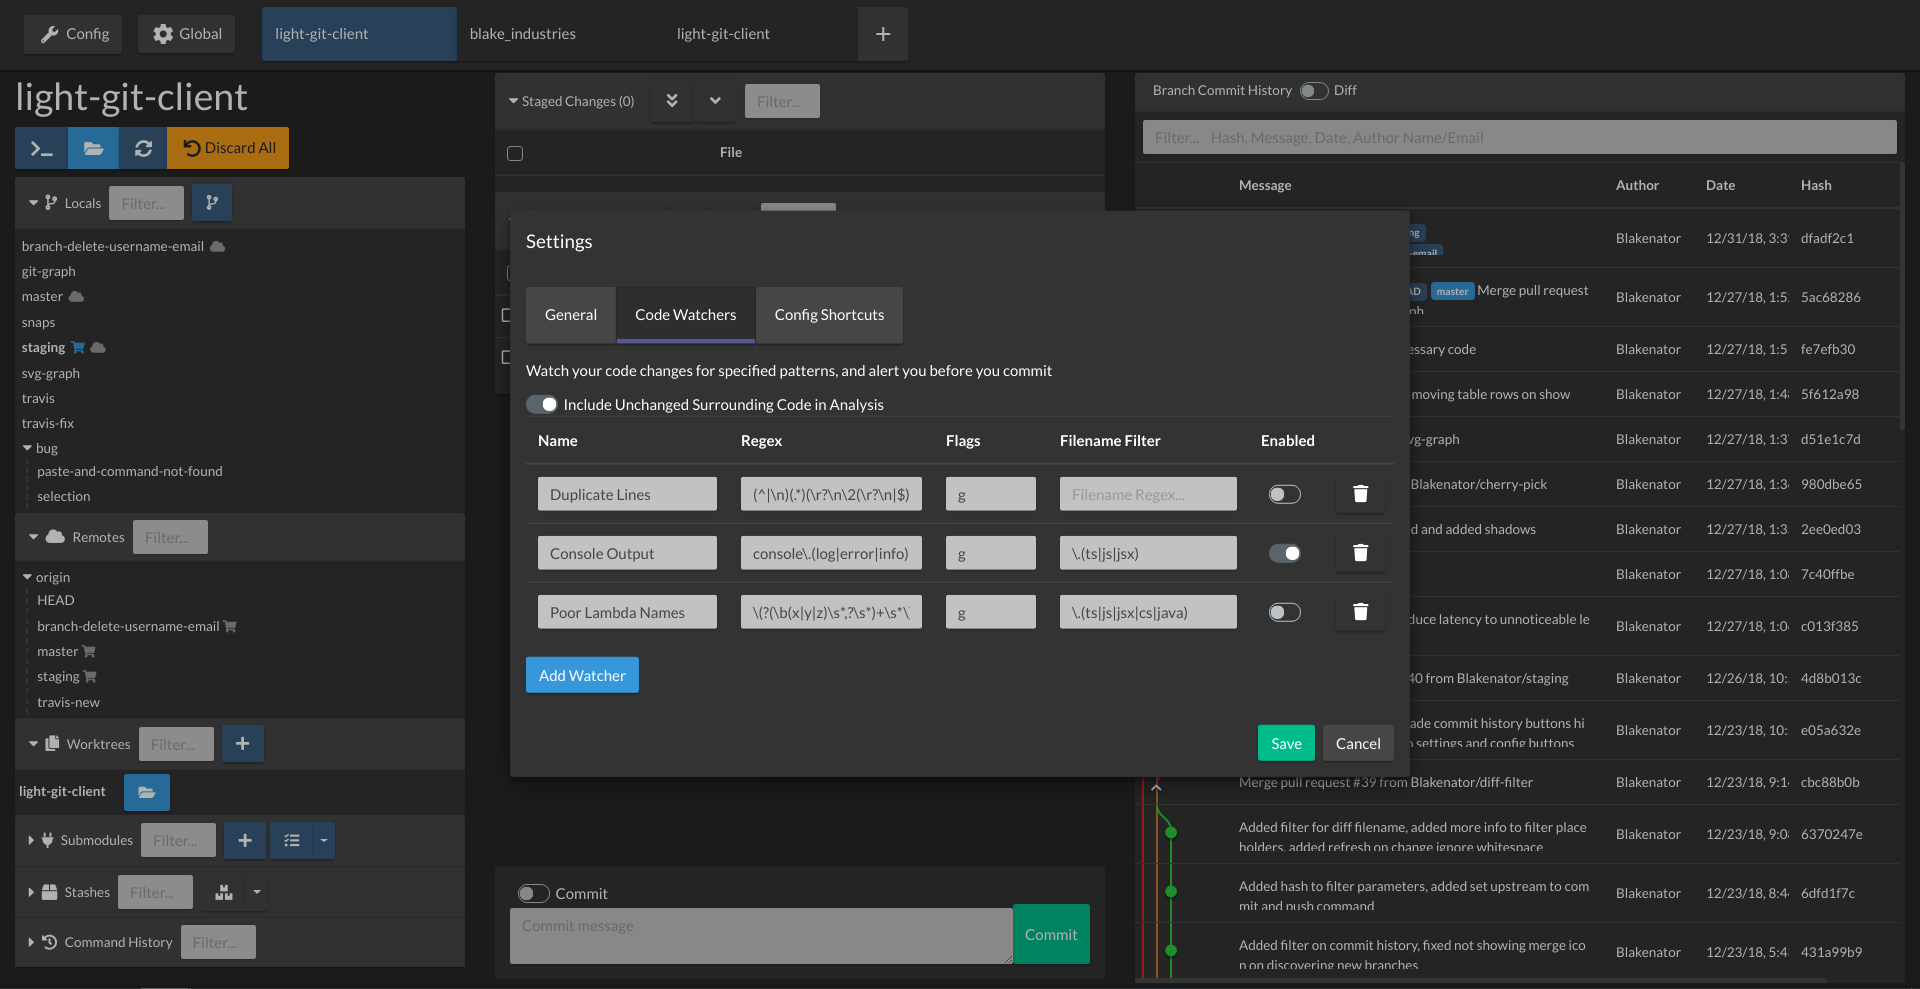 Config
Global
light-git-client
blake_industries
light-git-client
light-git-client
Discard All
Locals
Filter...
branch-delete-username-email
git-graph
master
snaps
staging
svg-graph
travis
travis-fix
bug
paste-and-command-not-found
selection
Remotes
Filter...
origin
HEAD
branch-delete-username-email
master
staging
travis-new
Worktrees
Filter...
light-git-client
Submodules
Filter...
Stashes
Filter...
Command History
Filter...
Staged Changes (0)
Filter...
File
Settings
General
Code Watchers
Config Shortcuts
Watch your code changes for specified patterns, and alert you before you commit
Include Unchanged Surrounding Code in Analysis
Name Regex Flags Filename Filter Enabled
Duplicate Lines (^|\n)(.*)(\r?\n\2(\r?\n|$) g Filename Regex...
Console Output console\.(log|error|info) g \.(ts|js|jsx)
Poor Lambda Names \(?(\b(x|y|z)\s*,?\s*)+\s*\ g \.(ts|js|jsx|cs|java)
Add Watcher
Save
Cancel
Commit
Commit message
Commit
Branch Commit History
Diff
Filter... Hash, Message, Date, Author Name/Email
Message Author Date Hash
Blakenator 12/31/18, 3:3 dfadf2c1
master Merge pull request
Blakenator 12/27/18, 1:5 5ac68286
essary code Blakenator 12/27/18, 1:5 fe7efb30
moving table rows on show Blakenator 12/27/18, 1:4 5f612a98
vg-graph Blakenator 12/27/18, 1:3 d51e1c7d
Blakenator/cherry-pick Blakenator 12/27/18, 1:3 980dbe65
d and added shadows Blakenator 12/27/18, 1:3 2ee0ed03
Blakenator 12/27/18, 1:0 7c40ffbe
duce latency to unnoticeable le Blakenator 12/27/18, 1:0 c013f385
40 from Blakenator/staging Blakenator 12/26/18, 10: 4d8b013c
ade commit history buttons hi
settings and config buttons
Blakenator 12/23/18, 10: e05a632e
Merge pull request #39 from Blakenator/diff-filter Blakenator 12/23/18, 9:1 cbc88b0b
Added filter for diff filename, added more info to filter place
holders, added refresh on change ignore whitespace
Blakenator 12/23/18, 9:0 6370247e
Added hash to filter parameters, added set upstream to com
mit and push command
Blakenator 12/23/18, 8:4 6dfd1f7c
Added filter on commit history, fixed not showing merge ico
n on discovering new branches
Blakenator 12/23/18, 5:4 431a99b9